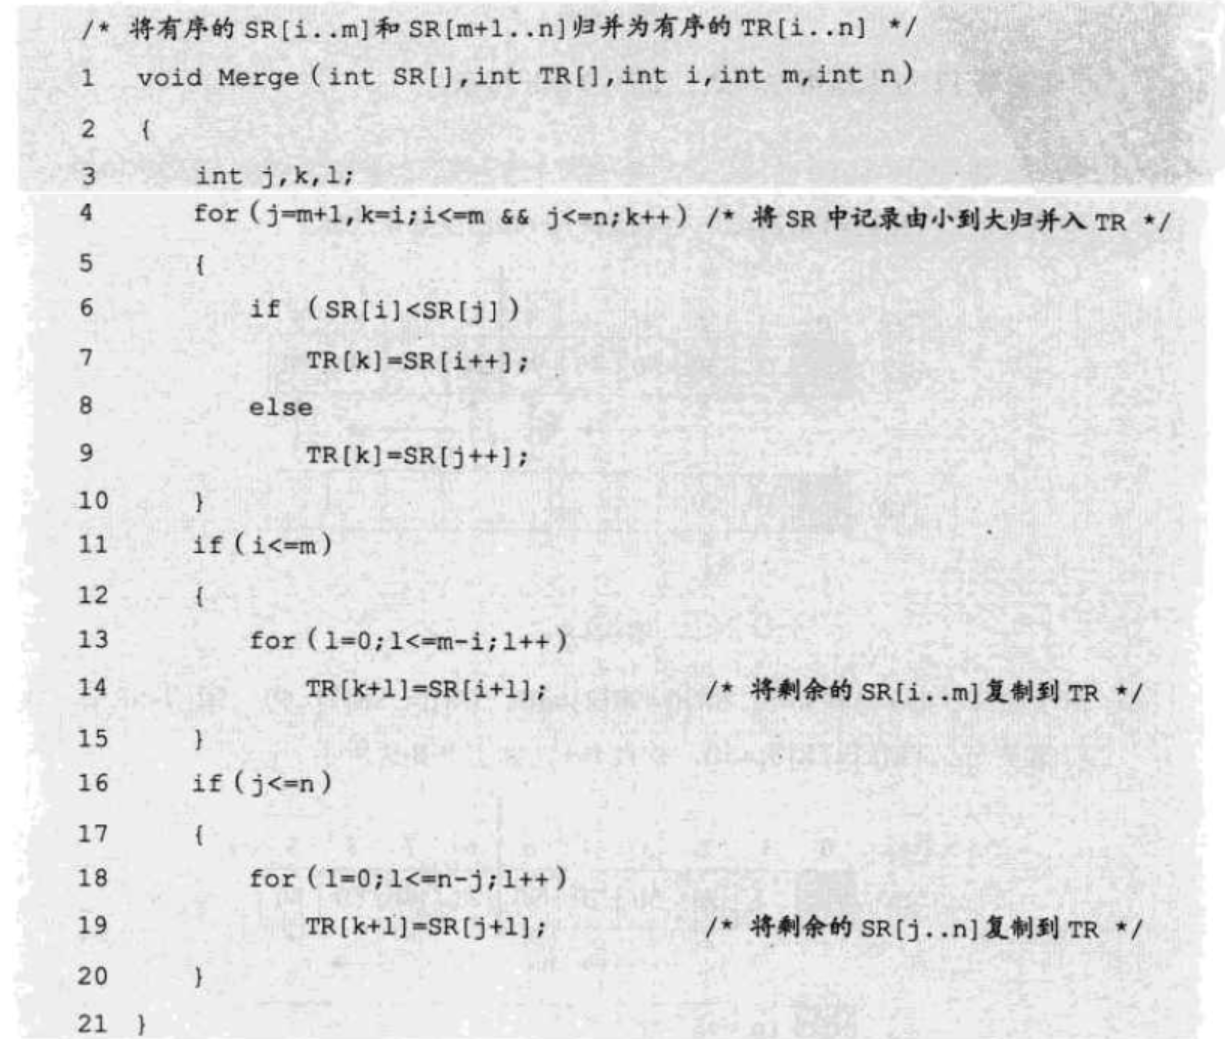 /* 将有序的 SR[i..m]和 SR[m+1..n]归并为有序的 TR[i..n] */
1 void Merge(int SR[],int TR[],int i,int m,int n)
2 {
3 int j,k,l;
4 for(j=m+1,k=i;i<=m && j<=n;k++) /* 将 SR 中记录由小到大归并入 TR */
5 {
6 if (SR[i]<SR[j])
7 TR[k]=SR[i++];
8 else
9 TR[k]=SR[j++];
10 }
11 if(i<=m)
12 {
13 for(l=0;l<=m-i;l++)
14 TR[k+l]=SR[i+l]; /* 将剩余的 SR[i..m]复制到 TR */
15 }
16 if(j<=n)
17 {
18 for(l=0;l<=n-j;l++)
19 TR[k+l]=SR[j+l]; /* 将剩余的 SR[j..n]复制到 TR */
20 }
21 }